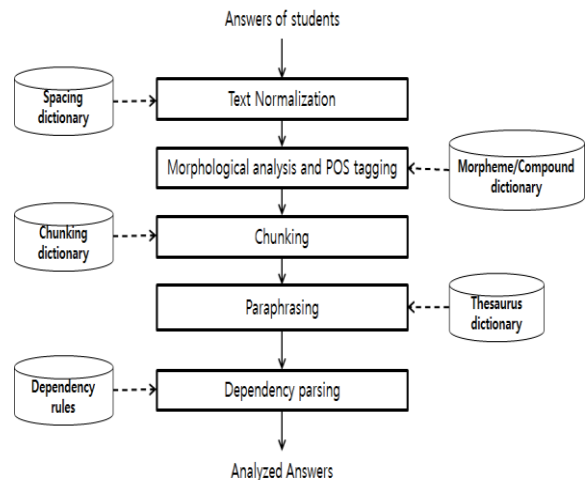 Answers of students
Spacing
dictionary
Text Normalization
Morphological analysis and POS tagging
Morpheme/Compound
dictionary
Chunking
dictionary
Chunking
Paraphrasing
Thesaurus
dictionary
Dependency
rules
Dependency parsing
Analyzed Answers